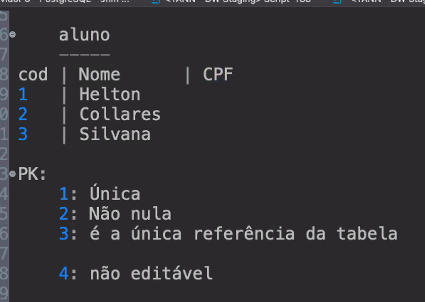 aluno
-----
cod | Nome | CPF
1 | Helton
2 | Collares
3 | Silvana
PK:
1: Única
2: Não nula
3: é a única referência da tabela
4: não editável